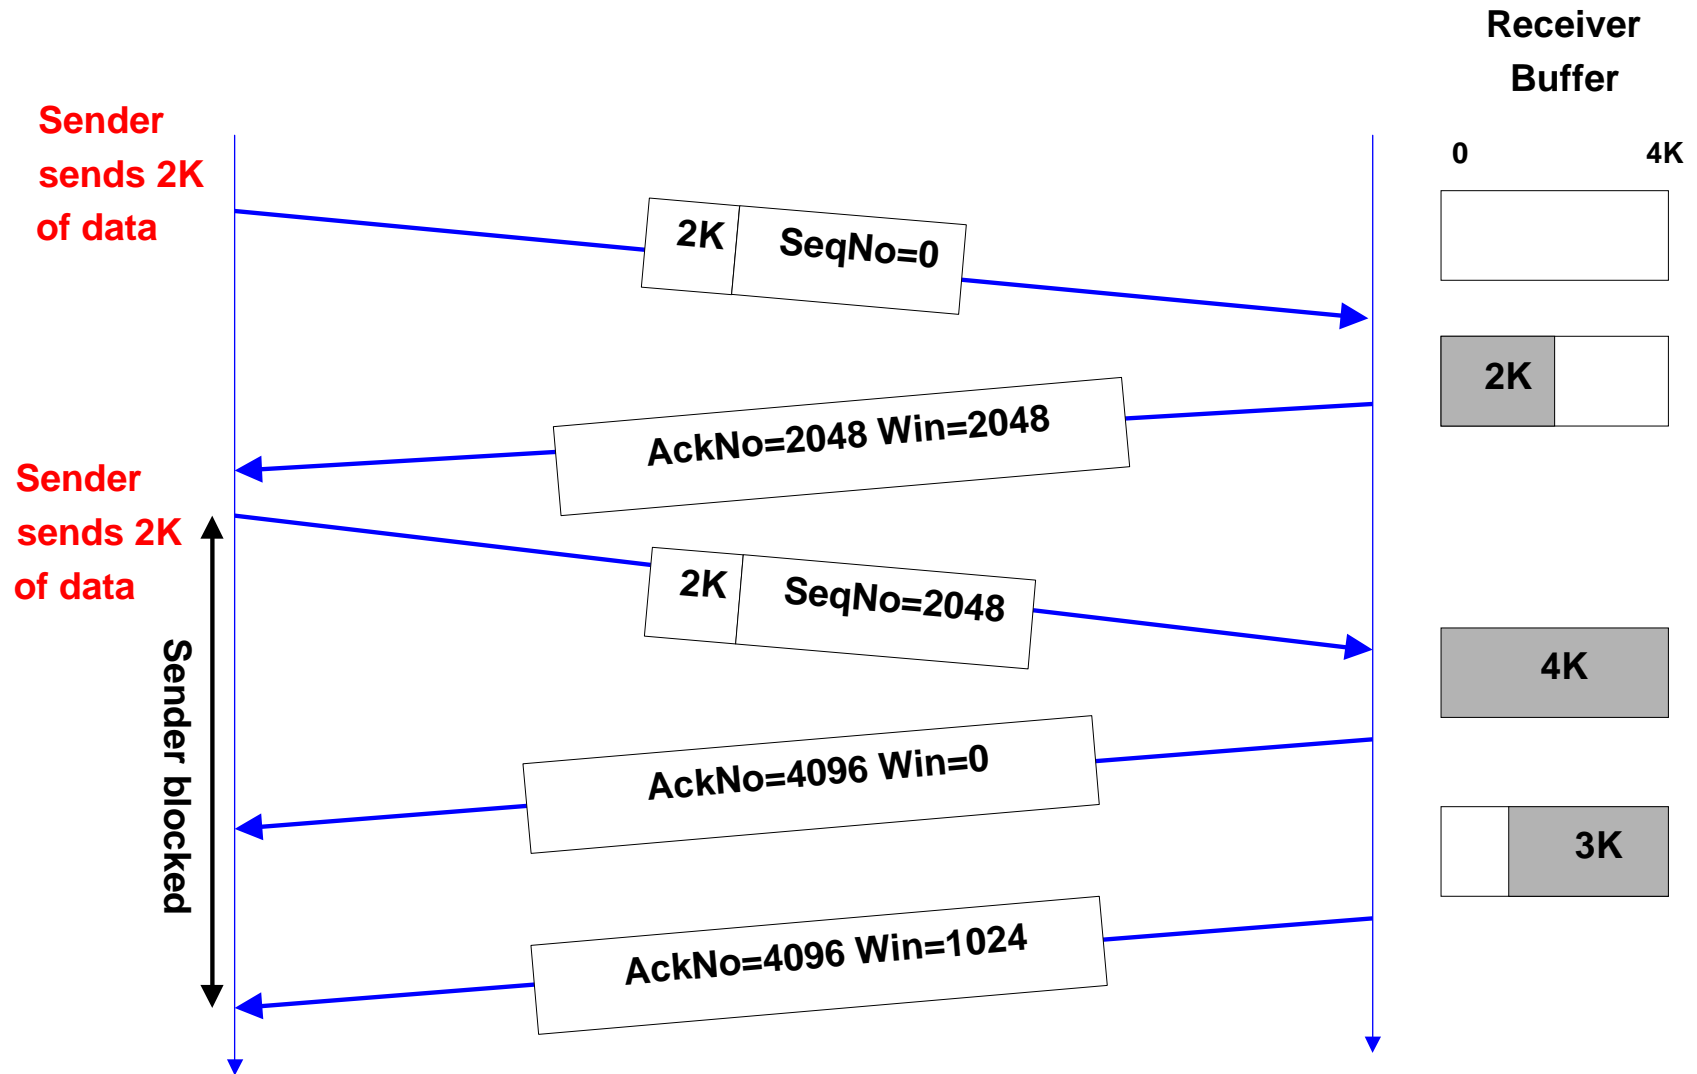 Receiver
Buffer
0 4K
Sender
sends 2K
of data
2K SeqNo=0
2K
AckNo=2048 Win=2048
Sender
sends 2K
of data
2K SeqNo=2048
4K
Sender blocked
AckNo=4096 Win=0
3K
AckNo=4096 Win=1024